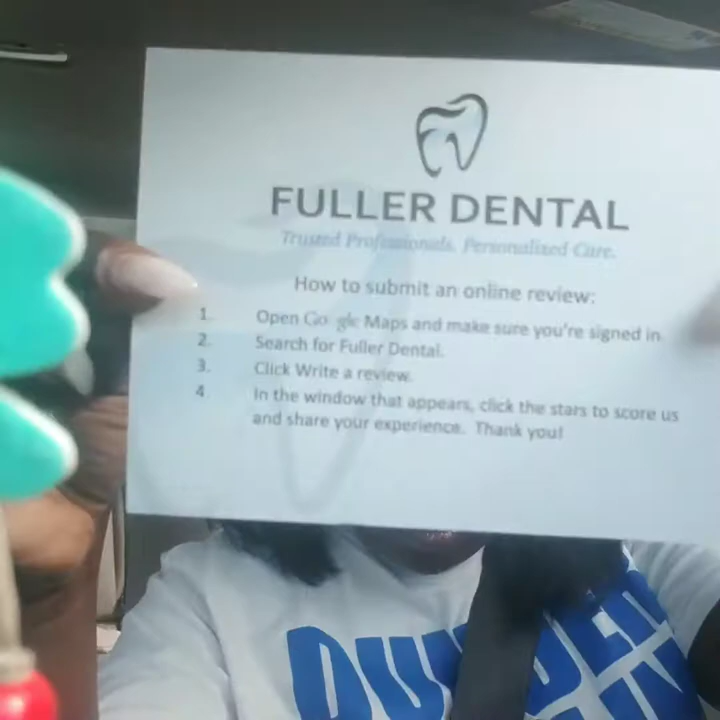 FULLER DENTAL
Trusted Professionals. Personalized Care.
How to submit an online review:
1. Open Google Maps and make sure you're signed in
2. Search for Fuller Dental.
3. Click Write a review.
4. In the window that appears, click the stars to score us
and share your experience. Thank you!